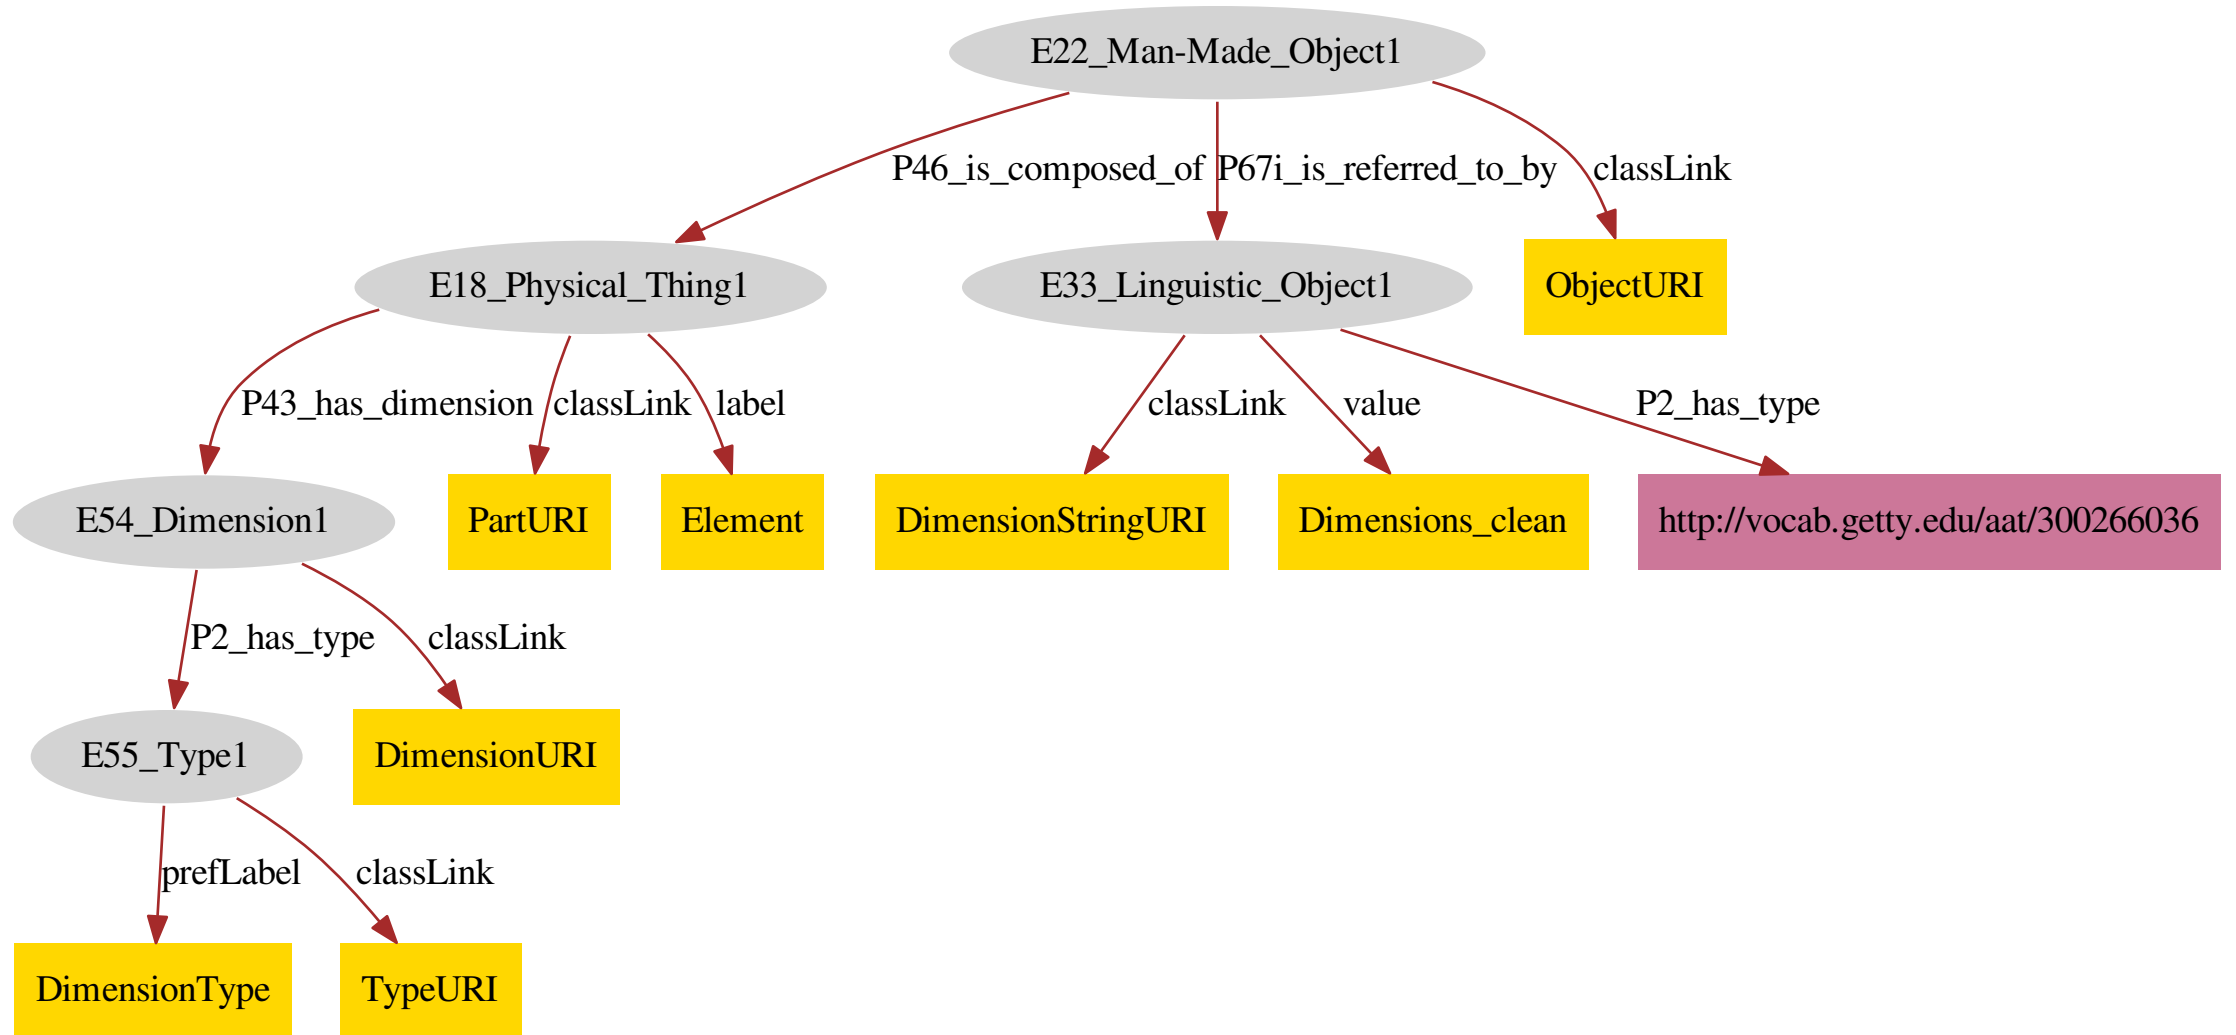 E22_Man-Made_Object1
P46_is_composed_of
P67i_is_referred_to_by
classLink
E18_Physical_Thing1
E33_Linguistic_Object1
ObjectURI
P43_has_dimension
classLink
label
classLink
value
P2_has_type
E54_Dimension1
PartURI
Element
DimensionStringURI
Dimensions_clean
http://vocab.getty.edu/aat/300266036
P2_has_type
classLink
E55_Type1
DimensionURI
prefLabel
classLink
DimensionType
TypeURI